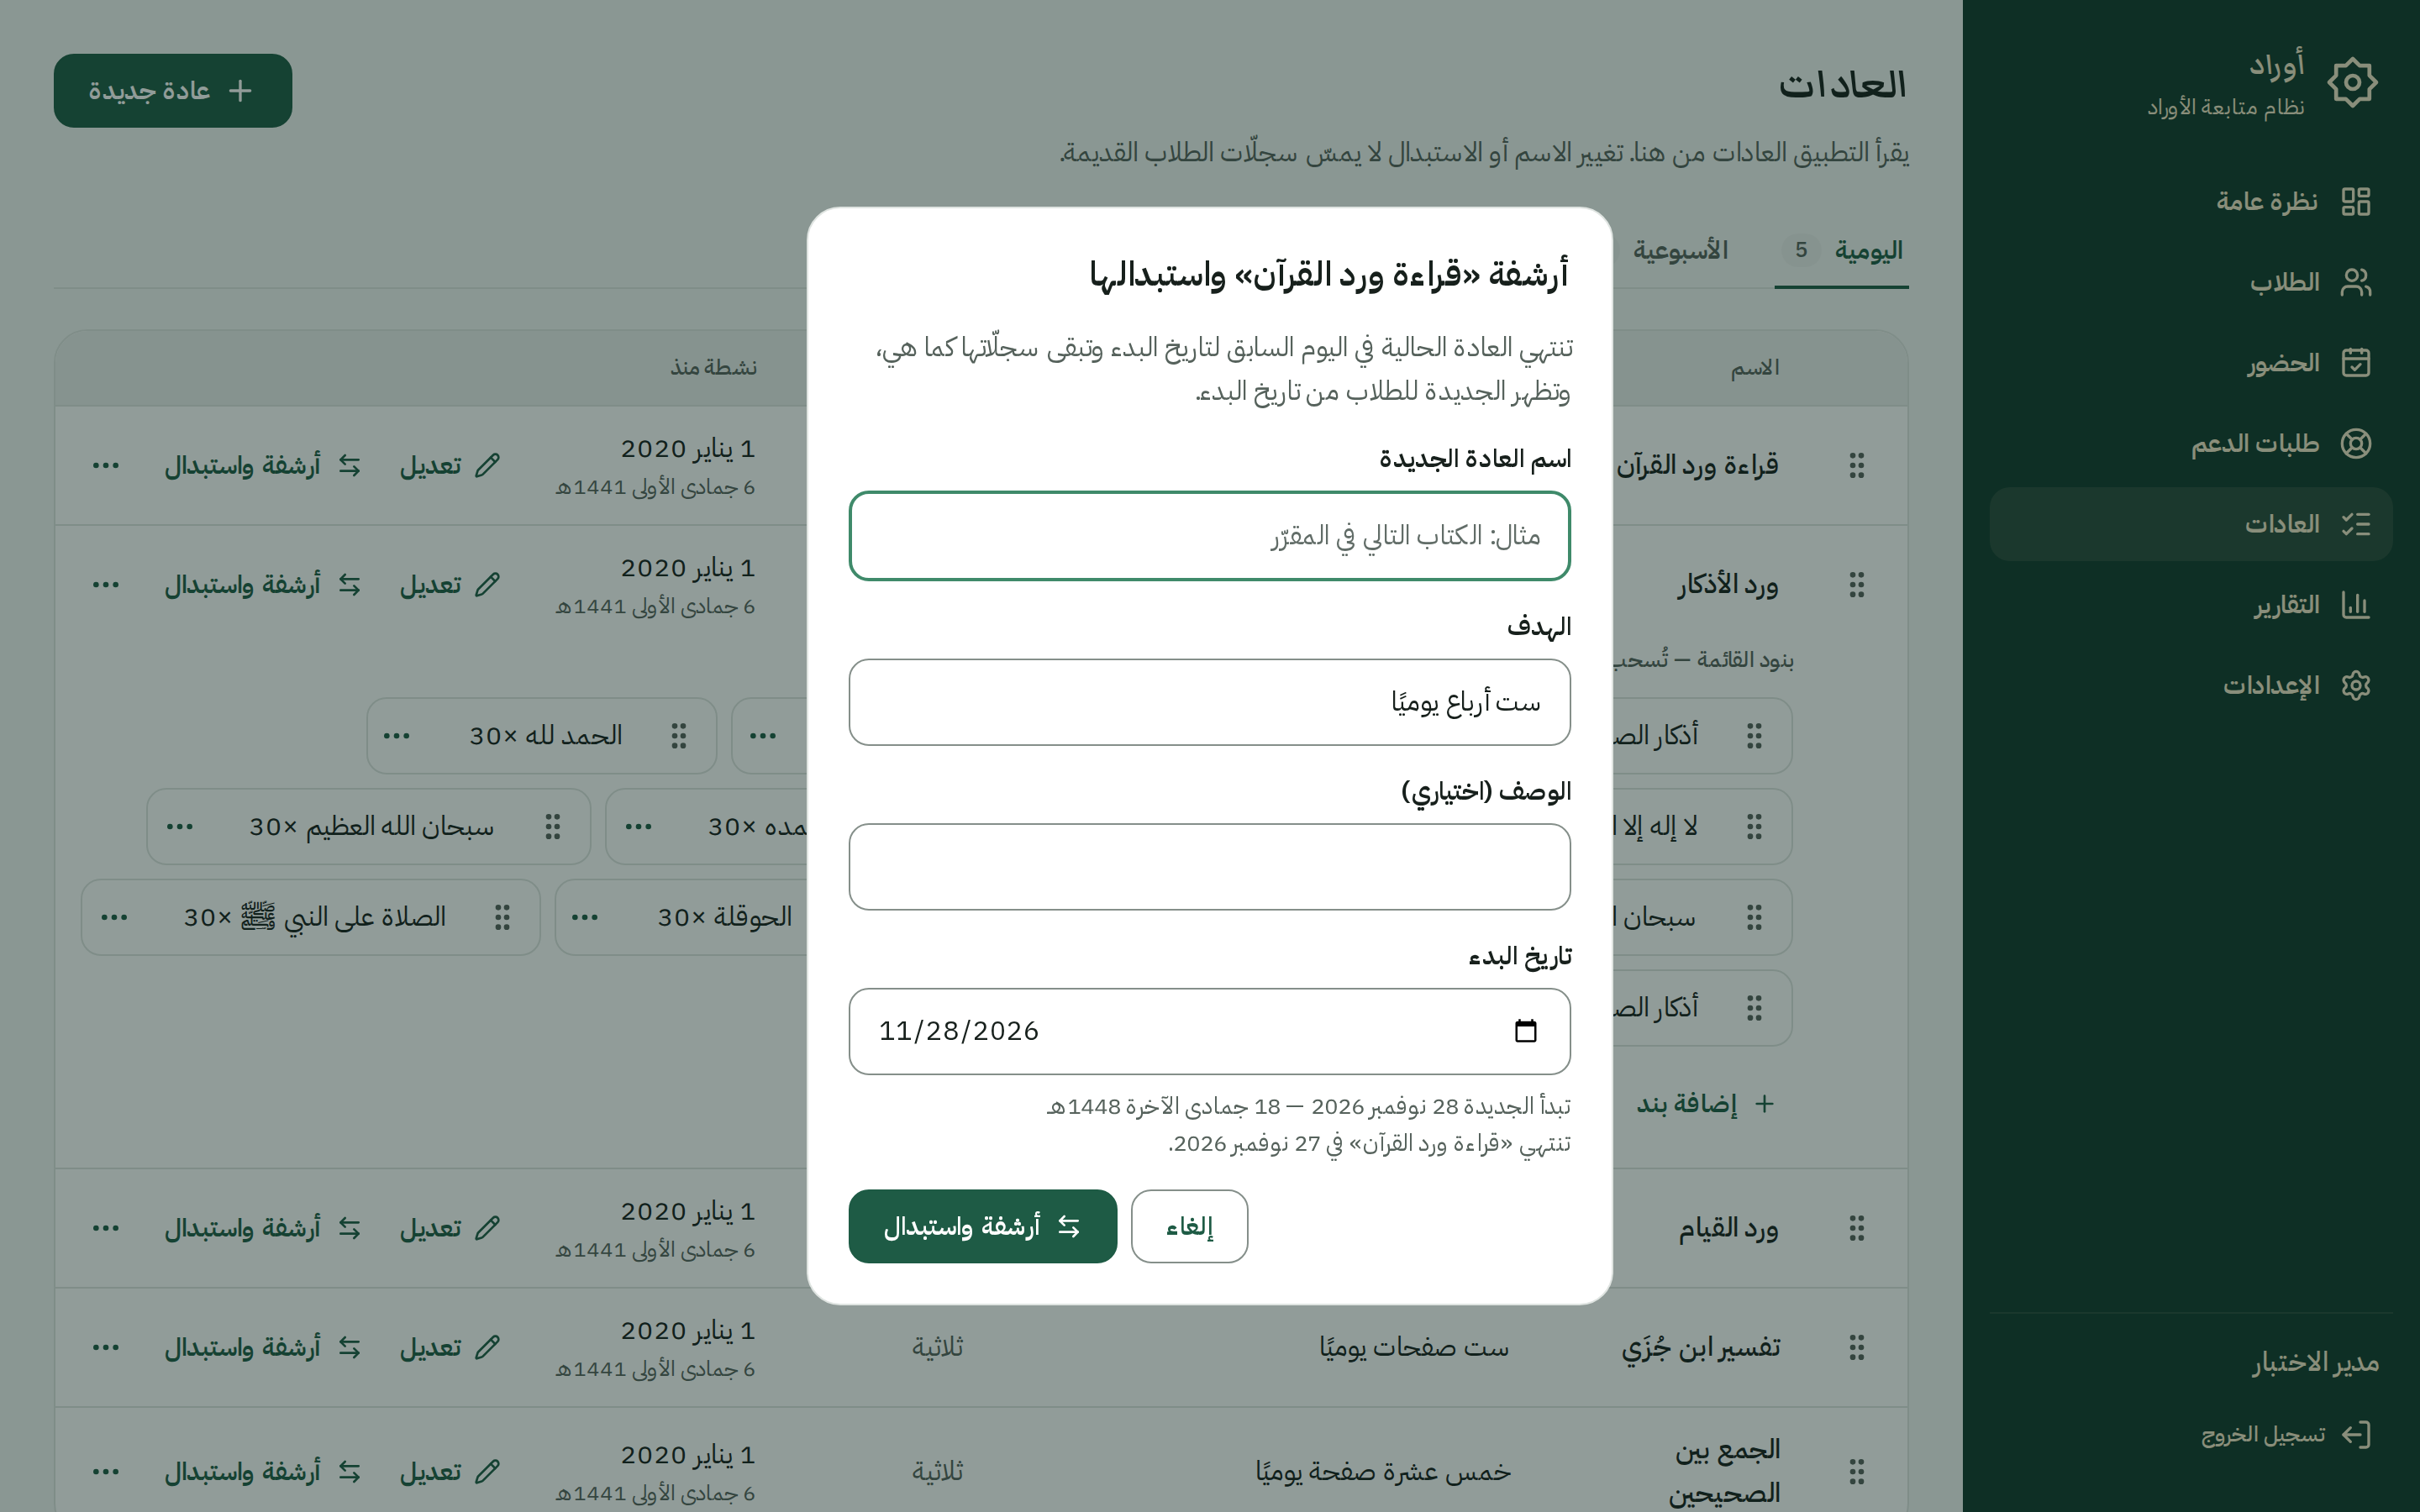 أوراد
نظام متابعة الأوراد
نظرة عامة
الطلاب
الحضور
طلبات الدعم
العادات
التقارير
الإعدادات
مدير الاختبار
تسجيل الخروج
العادات
عادة جديدة
يقرأ التطبيق العادات من هنا. تغيير الاسم أو الاستبدال لا يمسّ سجلّات الطلاب القديمة.
اليومية 5
الأسبوعية
الاسم
نشطة منذ
قراءة ورد القرآن
1 يناير 2020
6 جمادى الأولى 1441هـ
تعديل
أرشفة واستبدال
ورد الأذكار
1 يناير 2020
6 جمادى الأولى 1441هـ
تعديل
أرشفة واستبدال
بنود القائمة — تُسحب
أذكار
الحمد لله ×30
لا إله إلا
×30
سبحان الله العظيم ×30
سبحان
الحوقلة ×30
الصلاة على النبي ﷺ ×30
أذكار
إضافة بند
ورد القيام
1 يناير 2020
6 جمادى الأولى 1441هـ
تعديل
أرشفة واستبدال
تفسير ابن جُزَي
ست صفحات يوميًا
ثلاثية
1 يناير 2020
6 جمادى الأولى 1441هـ
تعديل
أرشفة واستبدال
الجمع بين
الصحيحين
خمس عشرة صفحة يوميًا
ثلاثية
1 يناير 2020
6 جمادى الأولى 1441هـ
تعديل
أرشفة واستبدال
أرشفة «قراءة ورد القرآن» واستبدالها
تنتهي العادة الحالية في اليوم السابق لتاريخ البدء وتبقى سجلّاتها كما هي،
وتظهر الجديدة للطلاب من تاريخ البدء.
اسم العادة الجديدة
مثال: الكتاب التالي في المقرّر
الهدف
ست أرباع يوميًا
الوصف (اختياري)
تاريخ البدء
11/28/2026
تبدأ الجديدة 28 نوفمبر 2026 — 18 جمادى الآخرة 1448هـ
تنتهي «قراءة ورد القرآن» في 27 نوفمبر 2026.
إلغاء
أرشفة واستبدال